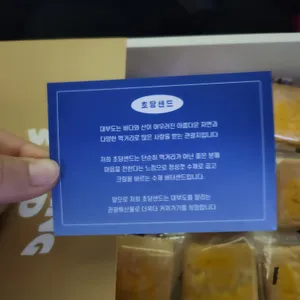 초당샌드
대부도는 바다와 산이 어우러진 아름다운 자연과
다양한 먹거리로 많은 사랑을 받는 관광지입니다
저희 초당샌드는 단순히 먹거리가 아닌 좋은 분께
마음을 전한다는 느낌으로 정성껏 수제로 굽고
크림을 바르는 수제 버터샌드입니다.
앞으로 저희 초당샌드는 대부도를 알리는
관광특산물로 더욱더 커져가기를 희망합니다